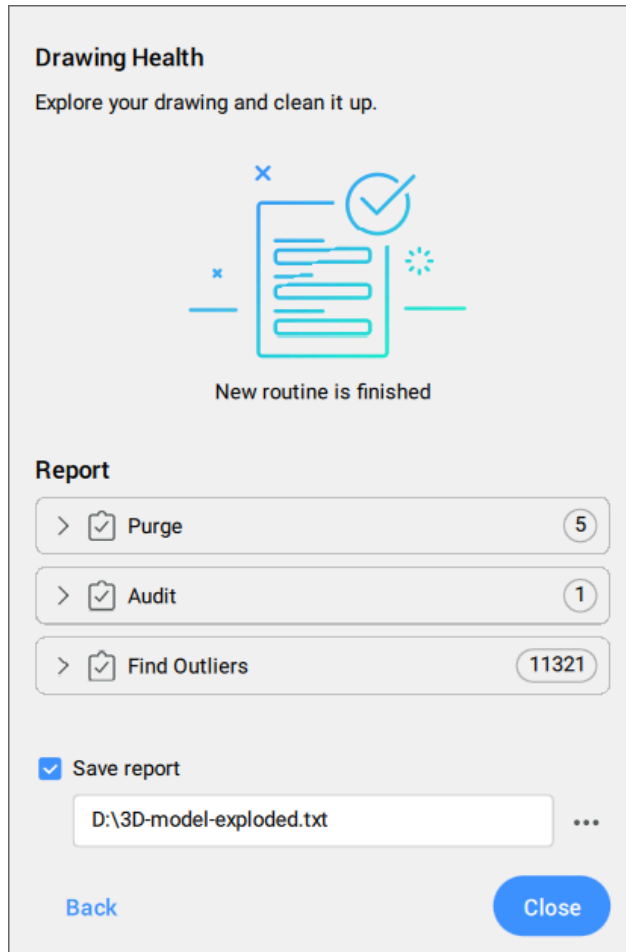 Drawing Health
Explore your drawing and clean it up.
New routine is finished
Report
Purge 5
Audit 1
Find Outliers 11321
Save report
D:\3D-model-exploded.txt
Back Close